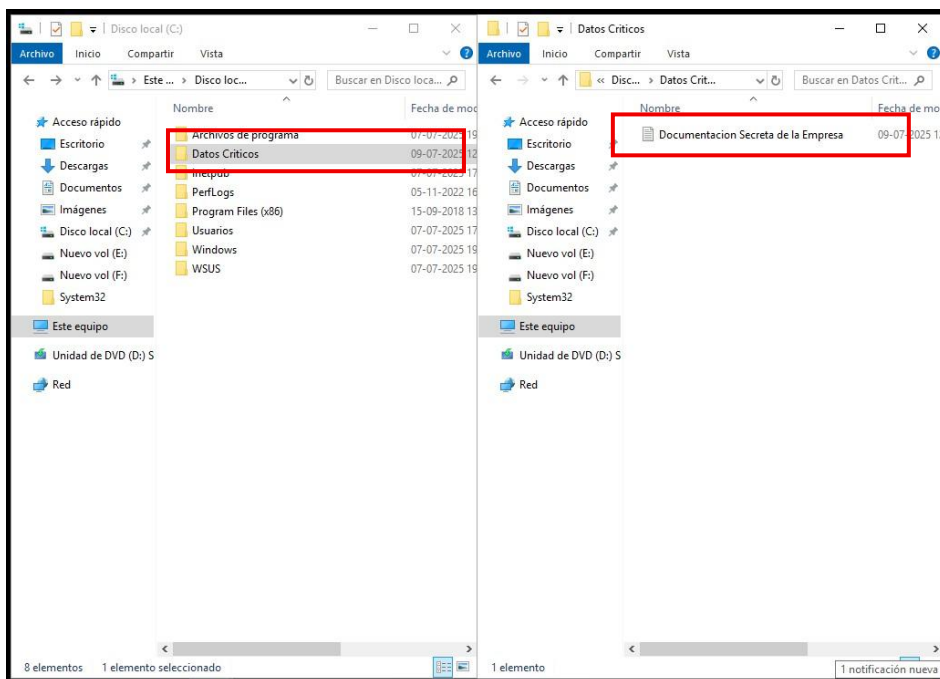 Disco local (C:)
Archivo Inicio Compartir Vista
Este ... > Disco loc...
Buscar en Disco loca...
Nombre Fecha de mod
Acceso rápido
Escritorio
Descargas
Documentos
Imágenes
Disco local (C:)
Nuevo vol (E:)
Nuevo vol (F:)
System32
Este equipo
Unidad de DVD (D:) S
Red
Archivos de programa 07-07-2025 19
Datos Criticos 09-07-2025 12
inetpub 07-07-2025 17
PerfLogs 05-11-2022 16
Program Files (x86) 15-09-2018 13
Usuarios 07-07-2025 17
Windows 07-07-2025 19
WSUS 07-07-2025 19
8 elementos 1 elemento seleccionado
Datos Criticos
Archivo Inicio Compartir Vista
« Disc... > Datos Crit...
Buscar en Datos Crit...
Nombre Fecha de mo
Acceso rápido
Escritorio
Descargas
Documentos
Imágenes
Disco local (C:)
Nuevo vol (E:)
Nuevo vol (F:)
System32
Este equipo
Unidad de DVD (D:) S
Red
Documentacion Secreta de la Empresa 09-07-2025 12
1 elemento
1 notificación nueva